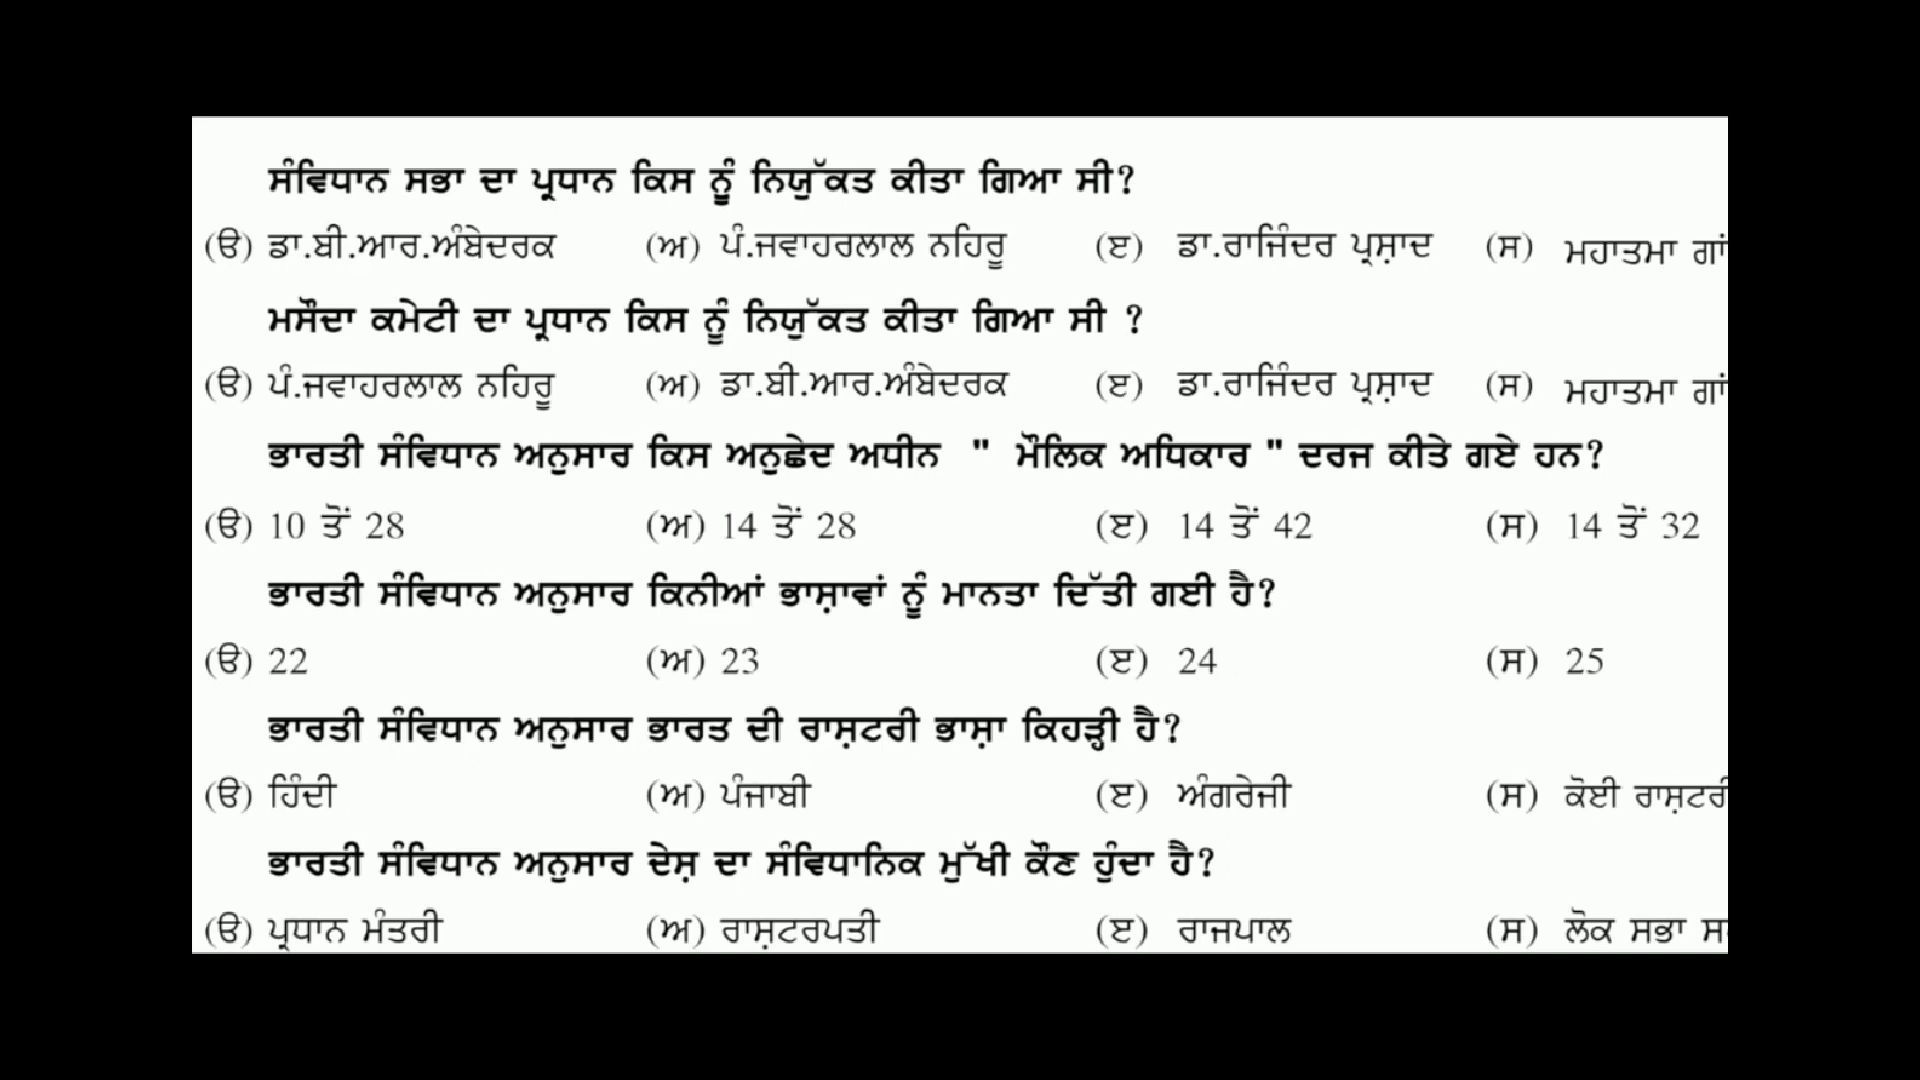 ਸੰਵਿਧਾਨ ਸਭਾ ਦਾ ਪ੍ਰਧਾਨ ਕਿਸ ਨੂੰ ਨਿਯੁੱਕਤ ਕੀਤਾ ਗਿਆ ਸੀ?
(ੳ) ਡਾ.ਬੀ.ਆਰ.ਅੰਬੇਦਰਕ (ਅ) ਪੰ.ਜਵਾਹਰਲਾਲ ਨਹਿਰੂ (ੲ) ਡਾ.ਰਾਜਿੰਦਰ ਪ੍ਰਸ਼ਾਦ (ਸ) ਮਹਾਤਮਾ
ਮਸੌਦਾ ਕਮੇਟੀ ਦਾ ਪ੍ਰਧਾਨ ਕਿਸ ਨੂੰ ਨਿਯੁੱਕਤ ਕੀਤਾ ਗਿਆ ਸੀ ?
(ੳ) ਪੰ.ਜਵਾਹਰਲਾਲ ਨਹਿਰੂ (ਅ) ਡਾ.ਬੀ.ਆਰ.ਅੰਬੇਦਰਕ (ੲ) ਡਾ.ਰਾਜਿੰਦਰ ਪ੍ਰਸ਼ਾਦ (ਸ) ਮਹਾਤਮਾ
ਭਾਰਤੀ ਸੰਵਿਧਾਨ ਅਨੁਸਾਰ ਕਿਸ ਅਨੁਛੇਦ ਅਧੀਨ " ਮੌਲਿਕ ਅਧਿਕਾਰ " ਦਰਜ ਕੀਤੇ ਗਏ ਹਨ?
(ੳ) 10 ਤੋਂ 28 (ਅ) 14 ਤੋਂ 28 (ੲ) 14 ਤੋਂ 42 (ਸ) 14 ਤੋਂ 32
ਭਾਰਤੀ ਸੰਵਿਧਾਨ ਅਨੁਸਾਰ ਕਿਨੀਆਂ ਭਾਸ਼ਾਵਾਂ ਨੂੰ ਮਾਨਤਾ ਦਿੱਤੀ ਗਈ ਹੈ?
(ੳ) 22 (ਅ) 23 (ੲ) 24 (ਸ) 25
ਭਾਰਤੀ ਸੰਵਿਧਾਨ ਅਨੁਸਾਰ ਭਾਰਤ ਦੀ ਰਾਸ਼ਟਰੀ ਭਾਸ਼ਾ ਕਿਹੜੀ ਹੈ?
(ੳ) ਹਿੰਦੀ (ਅ) ਪੰਜਾਬੀ (ੲ) ਅੰਗਰੇਜੀ (ਸ) ਕੋਈ ਰਾਸ਼ਟਰੀ
ਭਾਰਤੀ ਸੰਵਿਧਾਨ ਅਨੁਸਾਰ ਦੇਸ਼ ਦਾ ਸੰਵਿਧਾਨਿਕ ਮੁੱਖੀ ਕੌਣ ਹੁੰਦਾ ਹੈ?
(ੳ) ਪ੍ਰਧਾਨ ਮੰਤਰੀ (ਅ) ਰਾਸ਼ਟਰਪਤੀ (ੲ) ਰਾਜਪਾਲ (ਸ) ਲੋਕ ਸਭਾ